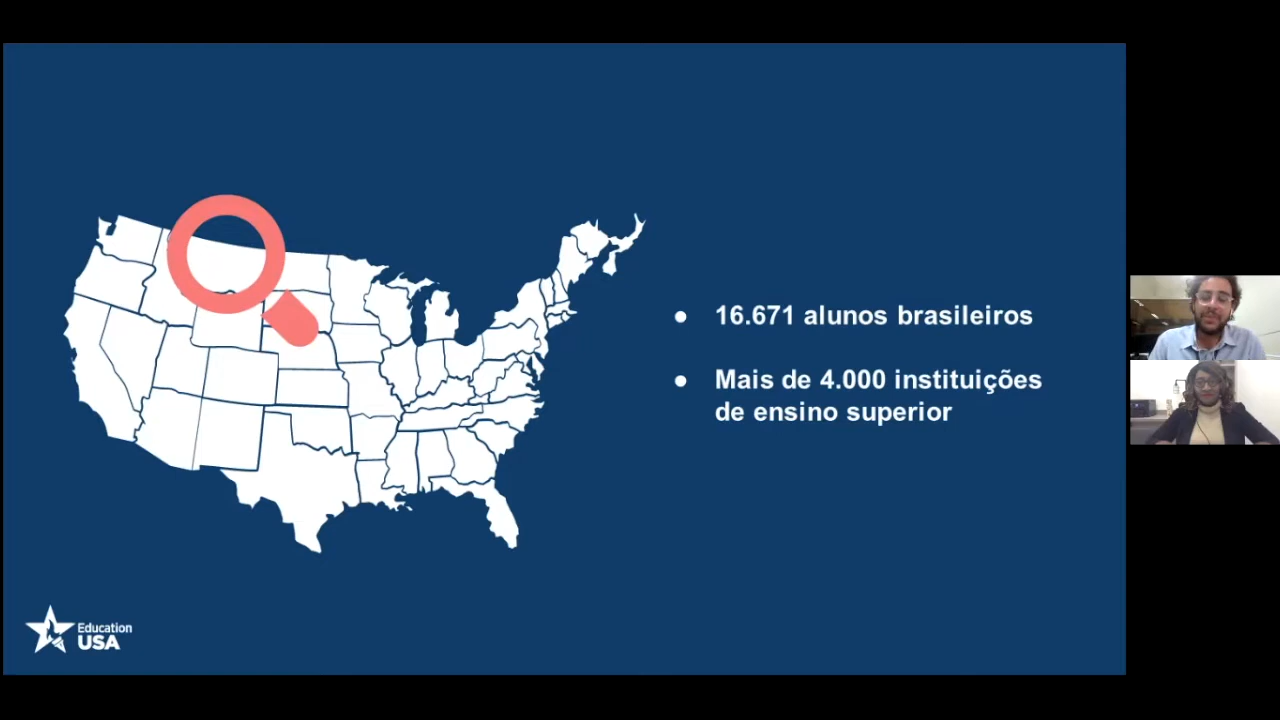 ● 16.671 alunos brasileiros
● Mais de 4.000 instituições
de ensino superior
Education
USA